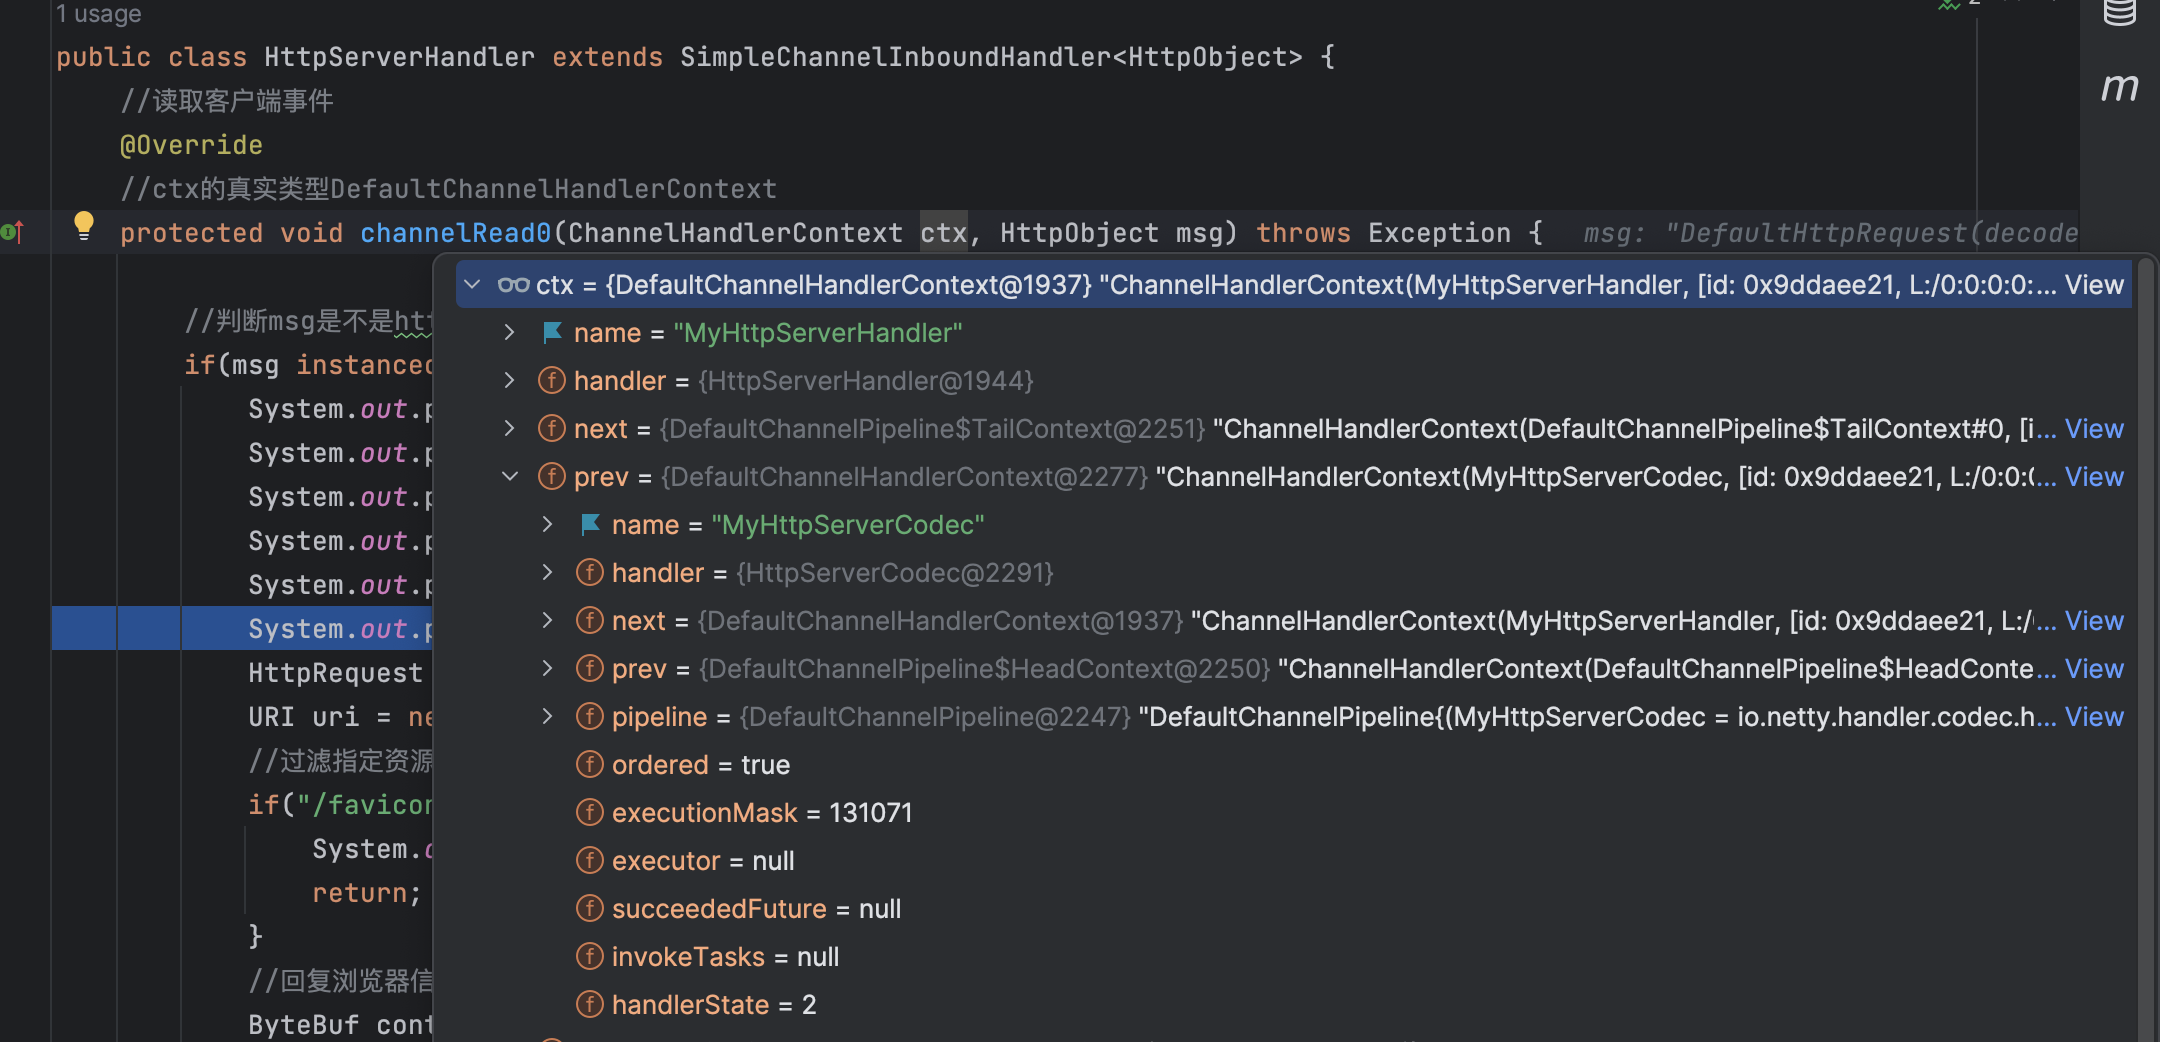 1 usage
public class HttpServerHandler extends SimpleChannelInboundHandler<HttpObject> {
//读取客户端事件
@Override
//ctx的真实类型DefaultChannelHandlerContext
protected void channelRead0(ChannelHandlerContext ctx, HttpObject msg) throws Exception { msg: "DefaultHttpRequest(decode
ctx = {DefaultChannelHandlerContext@1937} "ChannelHandlerContext(MyHttpServerHandler, [id: 0x9ddaee21, L:/0:0:0:0:... View
//判断msg是不是htt
name = "MyHttpServerHandler"
if(msg instanceo
handler = {HttpServerHandler@1944}
System.out.p
next = {DefaultChannelPipeline$TailContext@2251} "ChannelHandlerContext(DefaultChannelPipeline$TailContext#0, [i... View
System.out.p
prev = {DefaultChannelHandlerContext@2277} "ChannelHandlerContext(MyHttpServerCodec, [id: 0x9ddaee21, L:/0:0:0... View
System.out.p
name = "MyHttpServerCodec"
System.out.p
handler = {HttpServerCodec@2291}
System.out.p
next = {DefaultChannelHandlerContext@1937} "ChannelHandlerContext(MyHttpServerHandler, [id: 0x9ddaee21, L:/... View
System.out.p
prev = {DefaultChannelPipeline$HeadContext@2250} "ChannelHandlerContext(DefaultChannelPipeline$HeadConte... View
HttpRequest
pipeline = {DefaultChannelPipeline@2247} "DefaultChannelPipeline{(MyHttpServerCodec = io.netty.handler.codec.h... View
URI uri = ne
ordered = true
//过滤指定资源
if("/favicon
executionMask = 131071
System.o
executor = null
return;
succeededFuture = null
}
invokeTasks = null
//回复浏览器信
handlerState = 2
ByteBuf cont
m